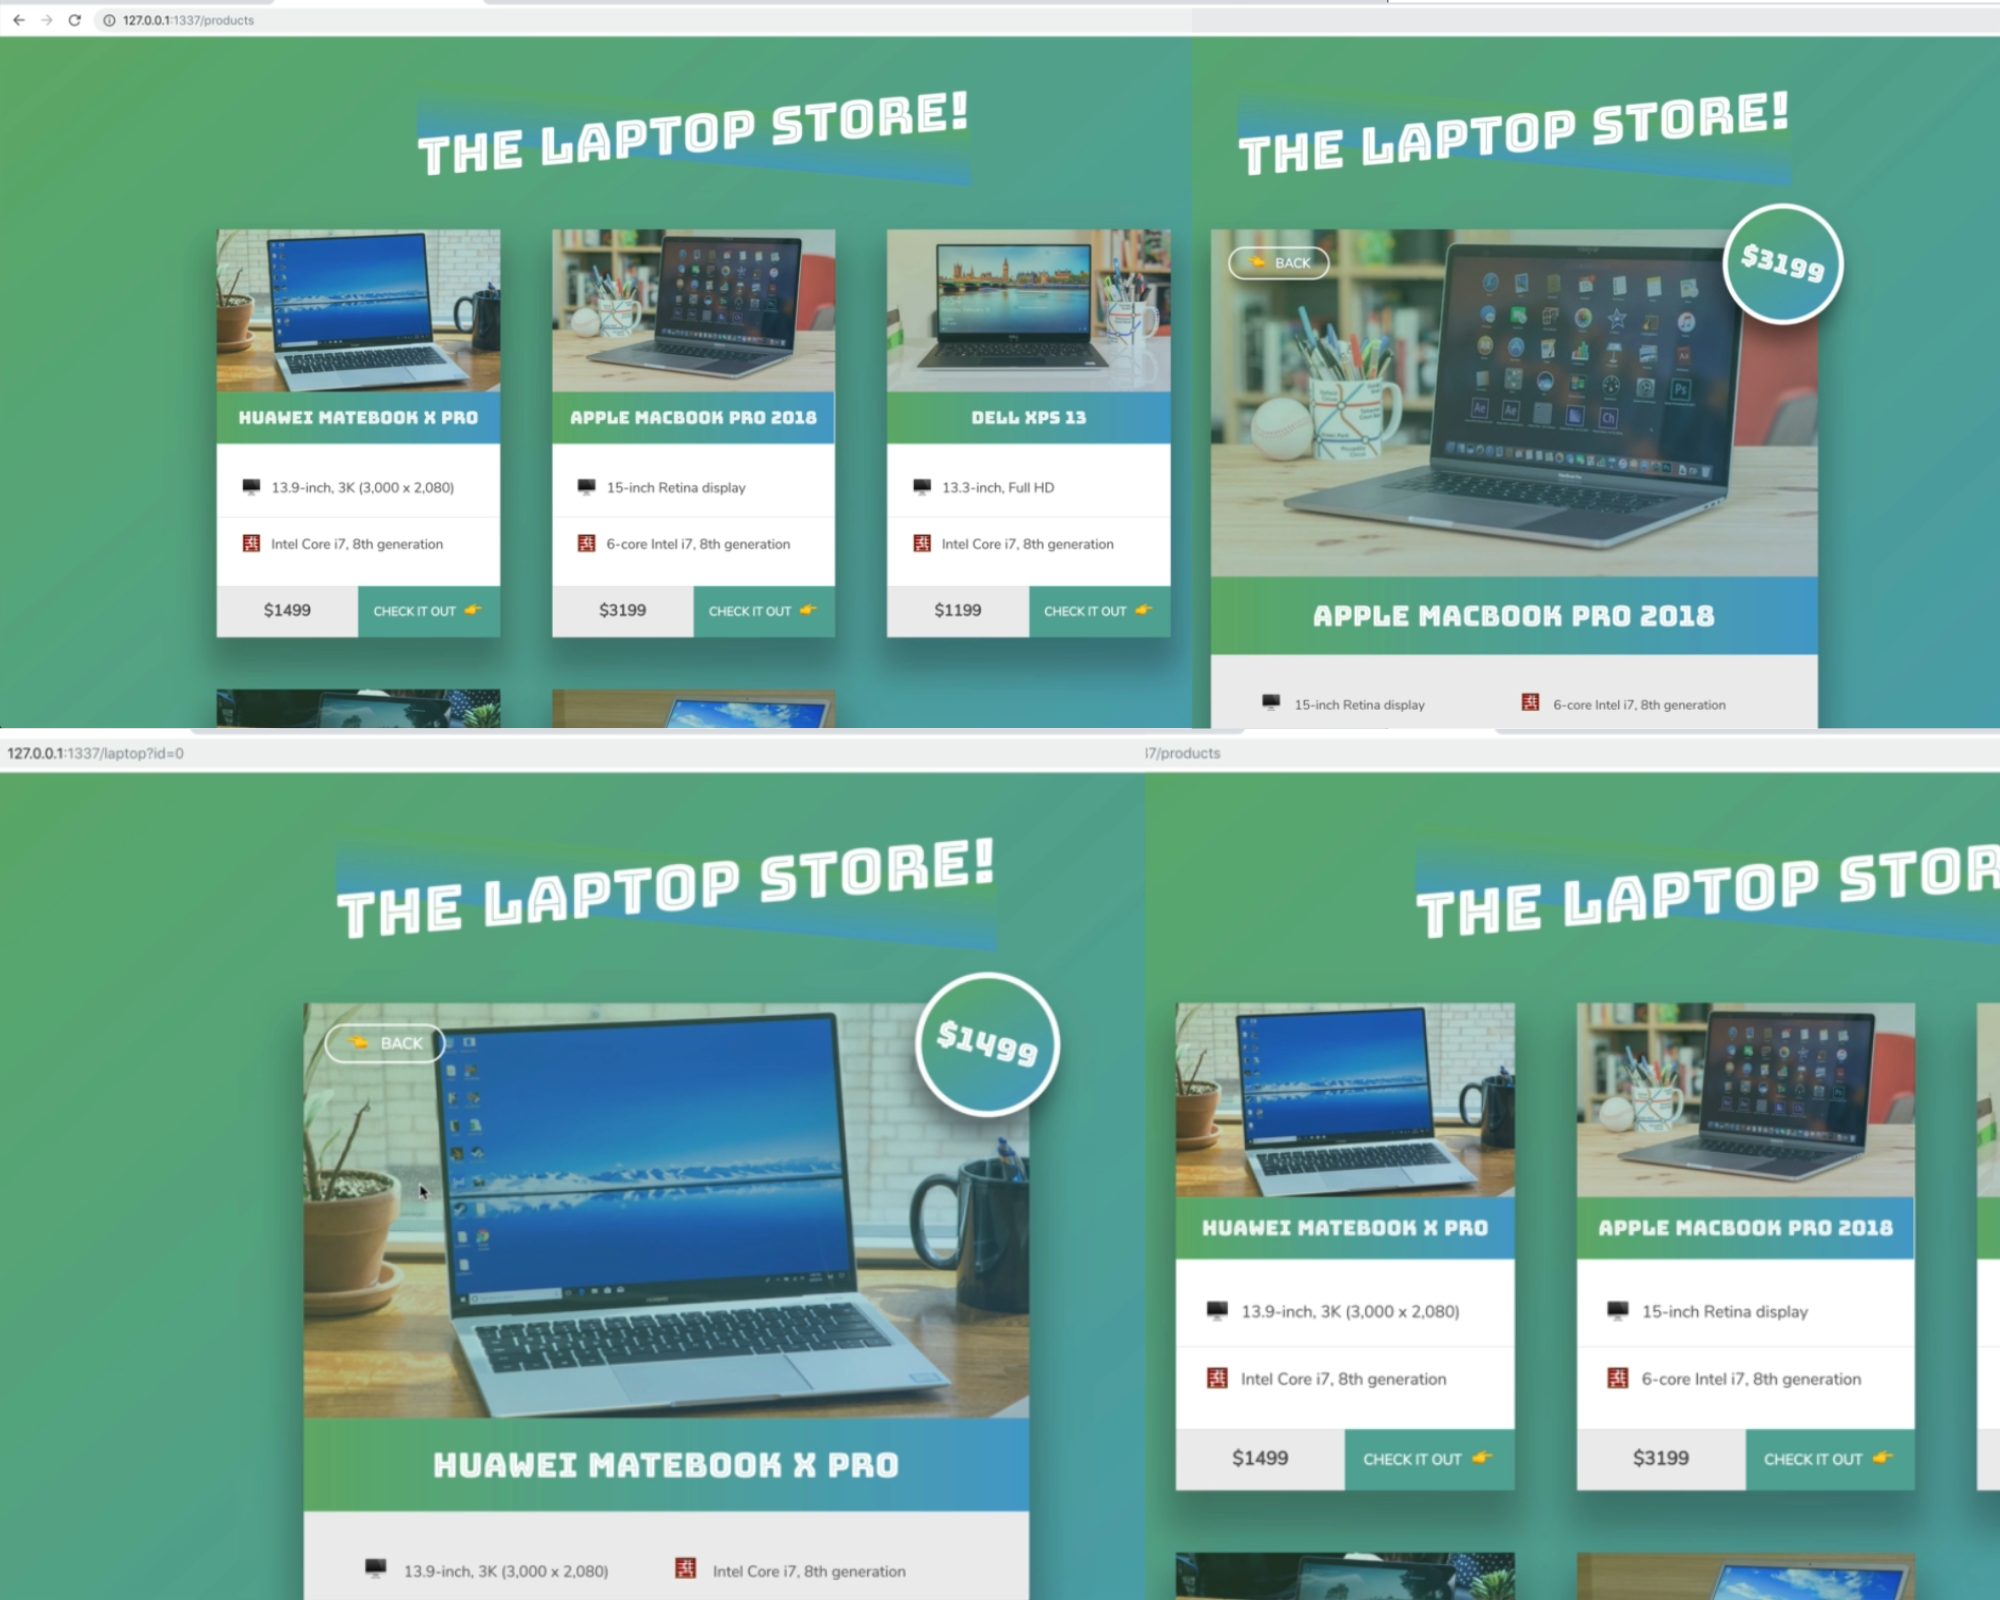 127.0.0.1:1337/products
THE LAPTOP STORE!
HUAWEI MATEBOOK X PRO
13.9-inch, 3K (3,000 x 2,080)
Intel Core i7, 8th generation
$1499
CHECK IT OUT
APPLE MACBOOK PRO 2018
15-inch Retina display
6-core Intel i7, 8th generation
$3199
CHECK IT OUT
DELL XPS 13
13.3-inch, Full HD
Intel Core i7, 8th generation
$1199
CHECK IT OUT
THE LAPTOP STORE!
BACK
$3199
APPLE MACBOOK PRO 2018
15-inch Retina display
6-core Intel i7, 8th generation
127.0.0.1:1337/laptop?id=0
THE LAPTOP STORE!
BACK
$1499
HUAWEI MATEBOOK X PRO
13.9-inch, 3K (3,000 x 2,080)
Intel Core i7, 8th generation
7/products
THE LAPTOP STOR
HUAWEI MATEBOOK X PRO
13.9-inch, 3K (3,000 x 2,080)
Intel Core i7, 8th generation
$1499
CHECK IT OUT
APPLE MACBOOK PRO 2018
15-inch Retina display
6-core Intel i7, 8th generation
$3199
CHECK IT OUT